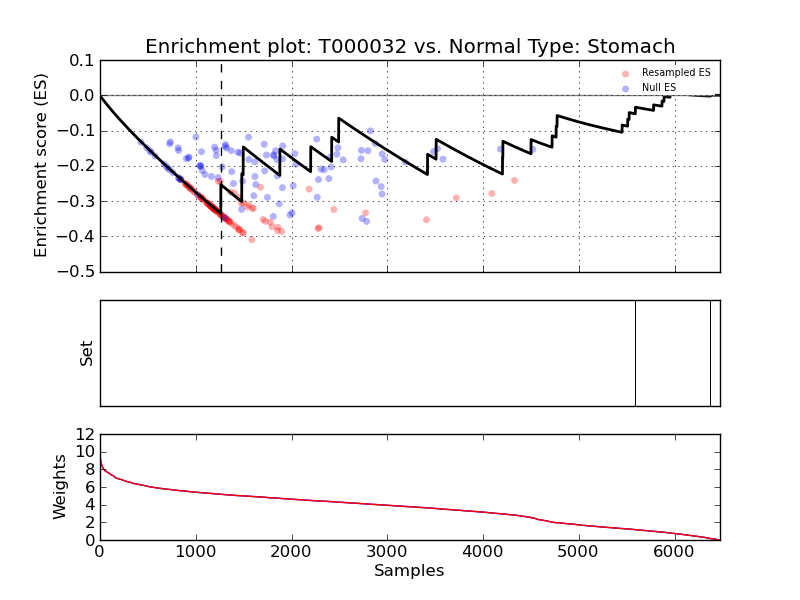 Enrichment plot: T000032 vs. Normal Type: Stomach
Enrichment score (ES)
0.1
0.0
−0.1
−0.2
−0.3
−0.4
−0.5
Resampled ES
Null ES
Set
Weights
12
10
8
6
4
2
0
0 1000 2000 3000 4000 5000 6000
Samples